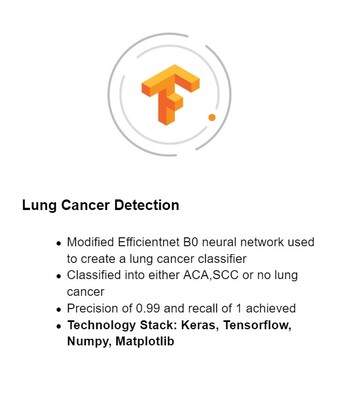 Lung Cancer Detection
• Modified Efficientnet B0 neural network used
to create a lung cancer classifier
• Classified into either ACA,SCC or no lung
cancer
• Precision of 0.99 and recall of 1 achieved
• Technology Stack: Keras, Tensorflow,
Numpy, Matplotlib